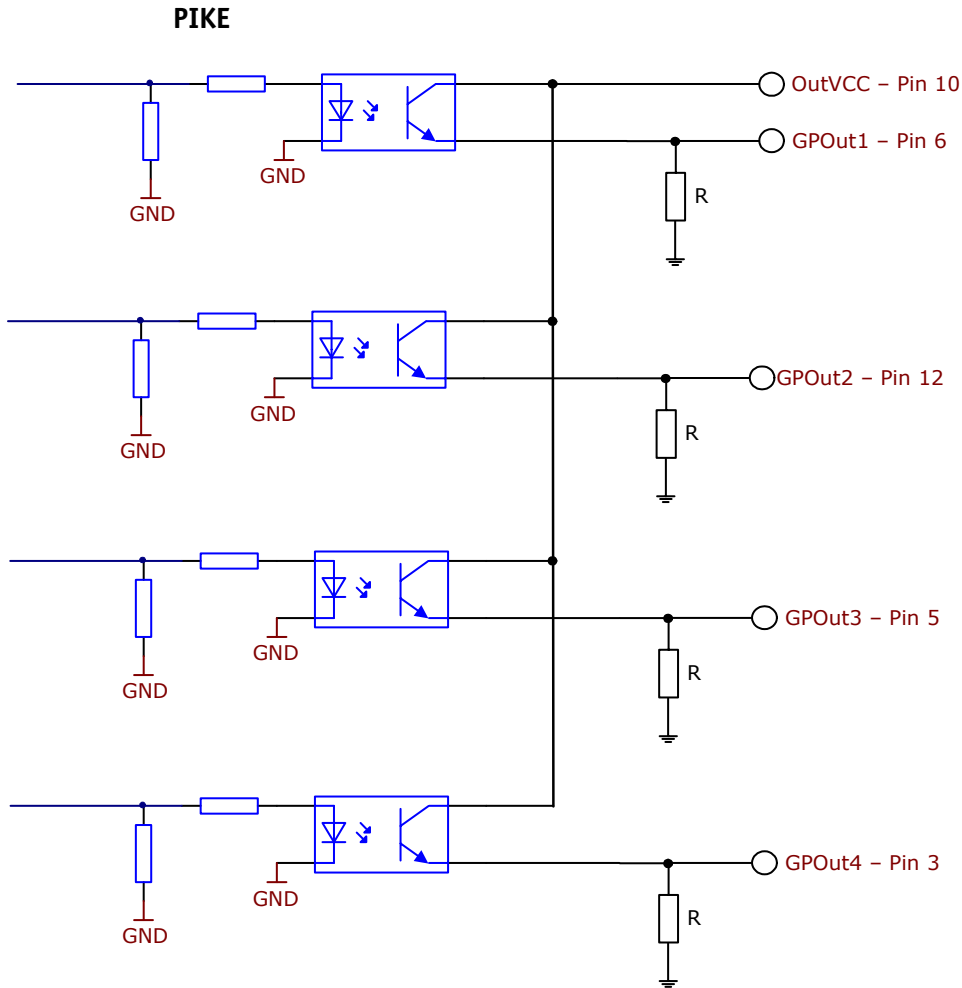 PIKE
OutVCC – Pin 10
GPOut1 – Pin 6
GND
R
GND
GPOut2 – Pin 12
GND
R
GND
GPOut3 – Pin 5
GND
R
GND
GPOut4 – Pin 3
GND
R
GND